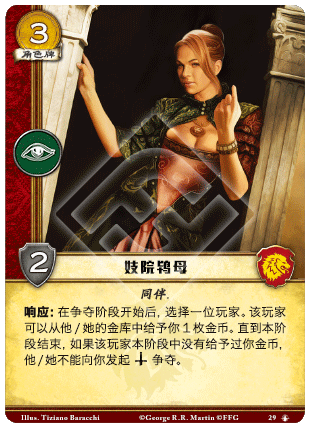 3
角色牌
2
妓院鸨母
同伴.
响应: 在争夺阶段开始后, 选择一位玩家。该玩家
可以从他/她的金库中给予你1枚金币。直到本阶
段结束, 如果该玩家本阶段中没有给予过你金币,
他/她不能向你发起 争夺。
Illus. Tiziano Baracchi ©George R.R. Martin ©FFG 29